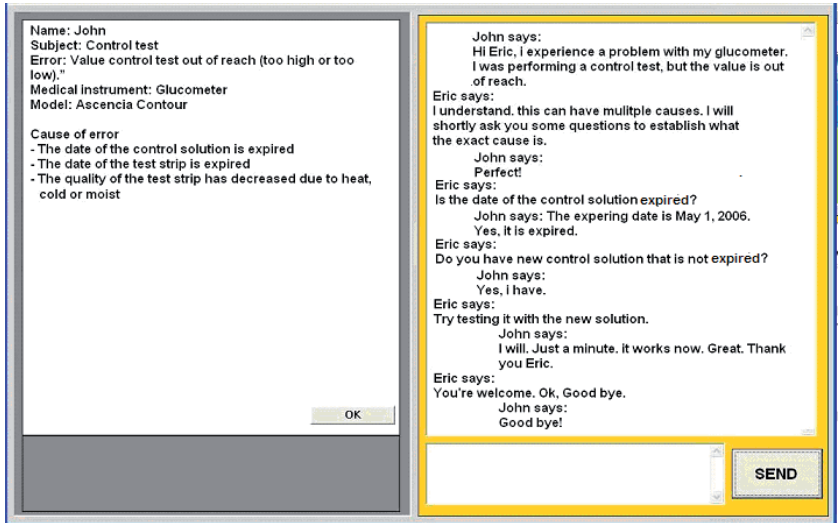 Name: John
Subject: Control test
Error: Value control test out of reach (too high or too
low)."
Medical instrument: Glucometer
Model: Ascencia Contour
Cause of error
- The date of the control solution is expired
- The date of the test strip is expired
- The quality of the test strip has decreased due to heat,
cold or moist
OK
John says:
Hi Eric, i experience a problem with my glucometer.
I was performing a control test, but the value is out
.of reach.
Eric says:
I understand. this can have mulitple causes. I will
shortly ask you some questions to establish what
the exact cause is.
John says:
Perfect!
Eric says:
Is the date of the control solution expired?
John says: The expering date is May 1, 2006.
Yes, it is expired.
Eric says:
Do you have new control solution that is not expired?
John says:
Yes, i have.
Eric says:
Try testing it with the new solution.
John says:
I will. Just a minute. it works now. Great. Thank
you Eric.
Eric says:
You're welcome. Ok, Good bye.
John says:
Good bye!
SEND